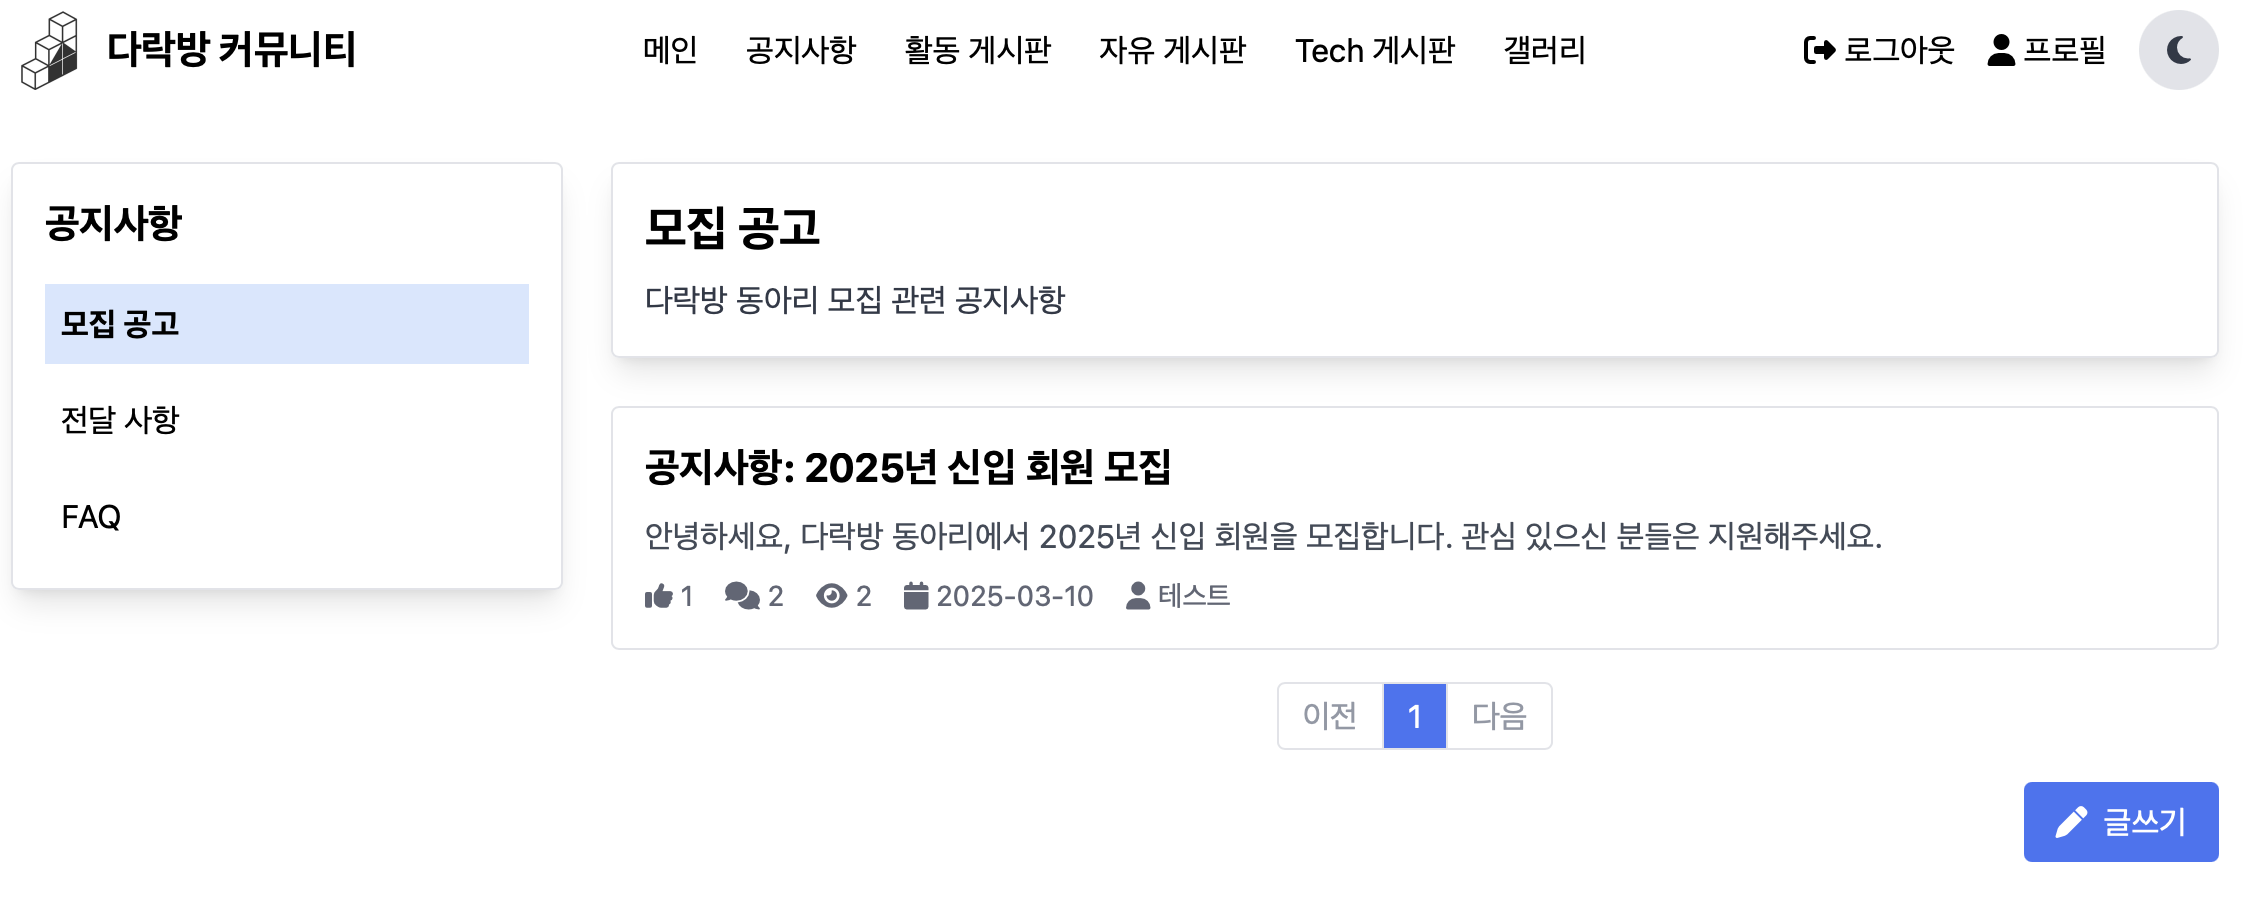 다락방 커뮤니티
메인 공지사항 활동 게시판 자유 게시판 Tech 게시판 갤러리
로그아웃 프로필
공지사항
모집 공고
전달 사항
FAQ
모집 공고
다락방 동아리 모집 관련 공지사항
공지사항: 2025년 신입 회원 모집
안녕하세요, 다락방 동아리에서 2025년 신입 회원을 모집합니다. 관심 있으신 분들은 지원해주세요.
1 2 2 2025-03-10 테스트
이전 1 다음
글쓰기